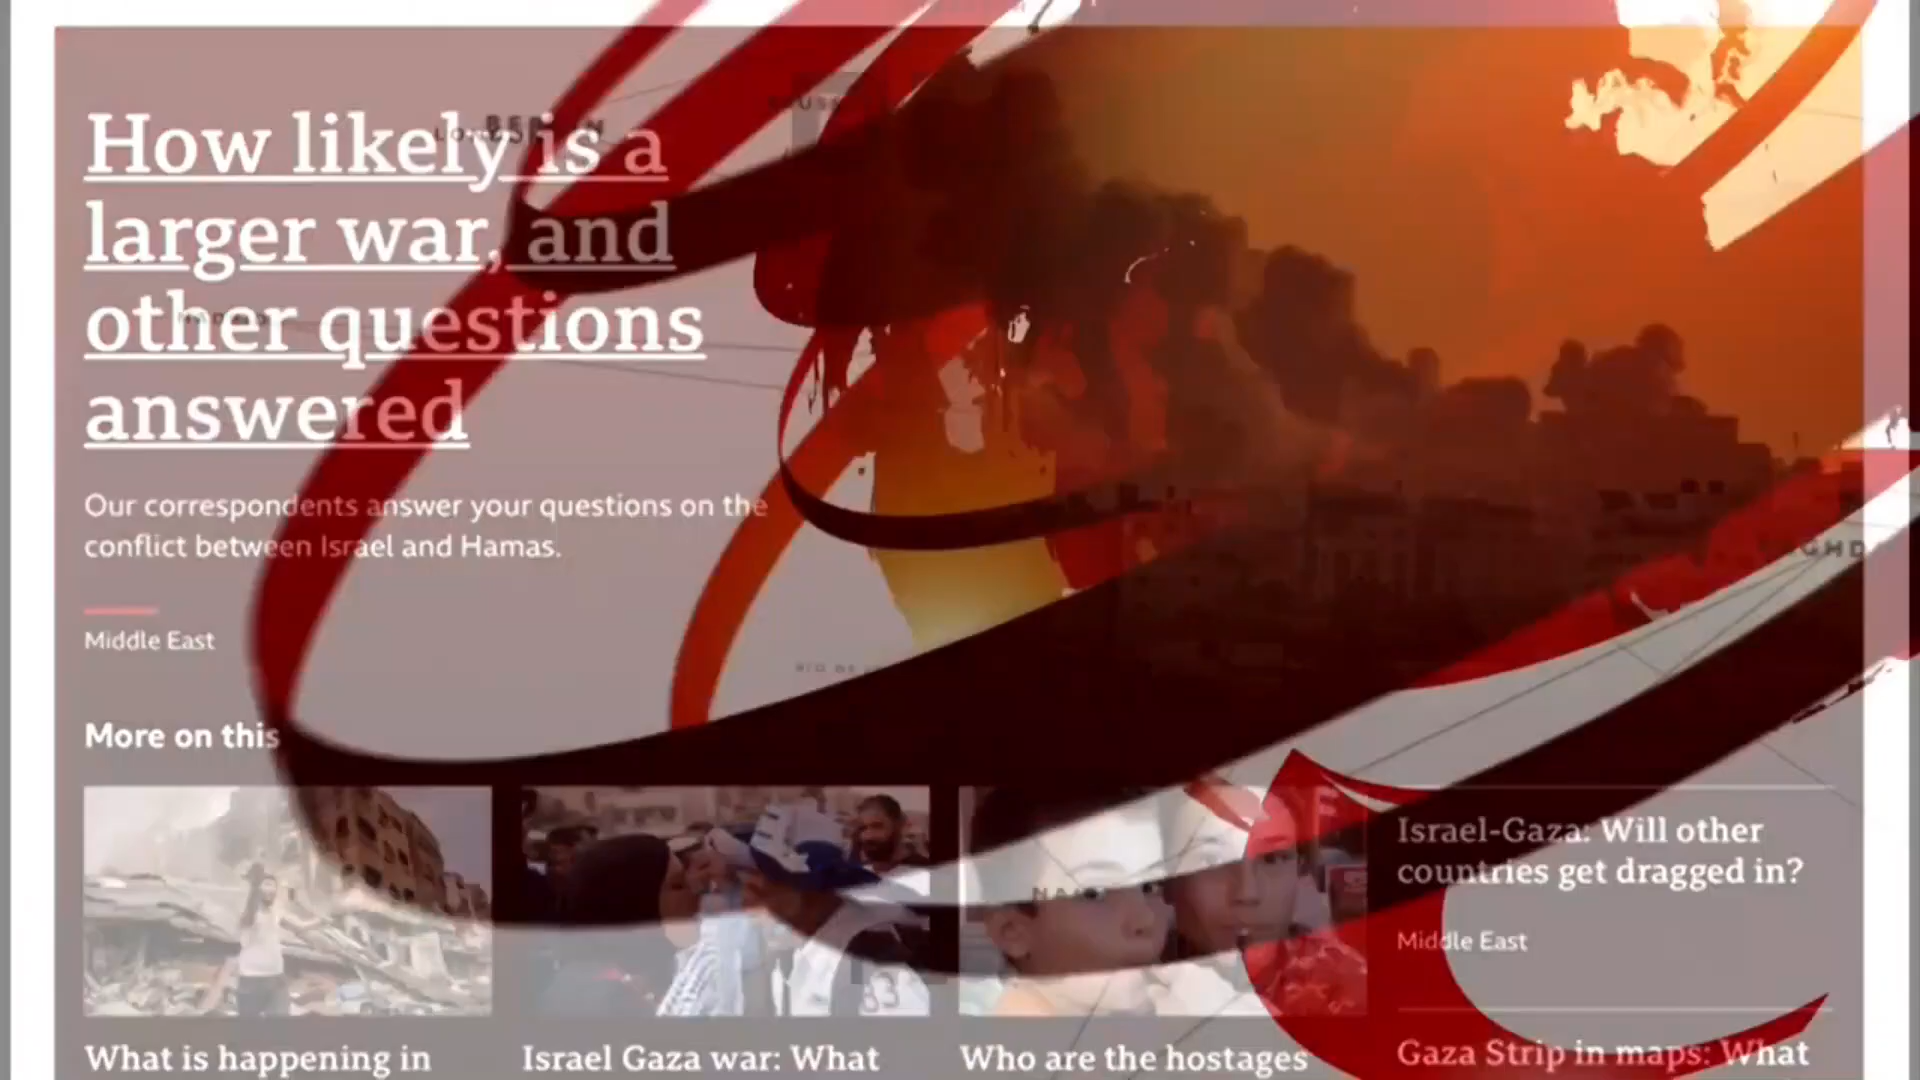 How likely is a
larger war, and
other questions
answered
Our correspondents answer your questions on the
conflict between Israel and Hamas.
Middle East
More on this
Israel-Gaza: Will other
countries get dragged in?
Middle East
What is happening in
Israel Gaza war: What
Who are the hostages
Gaza Strip in maps: What